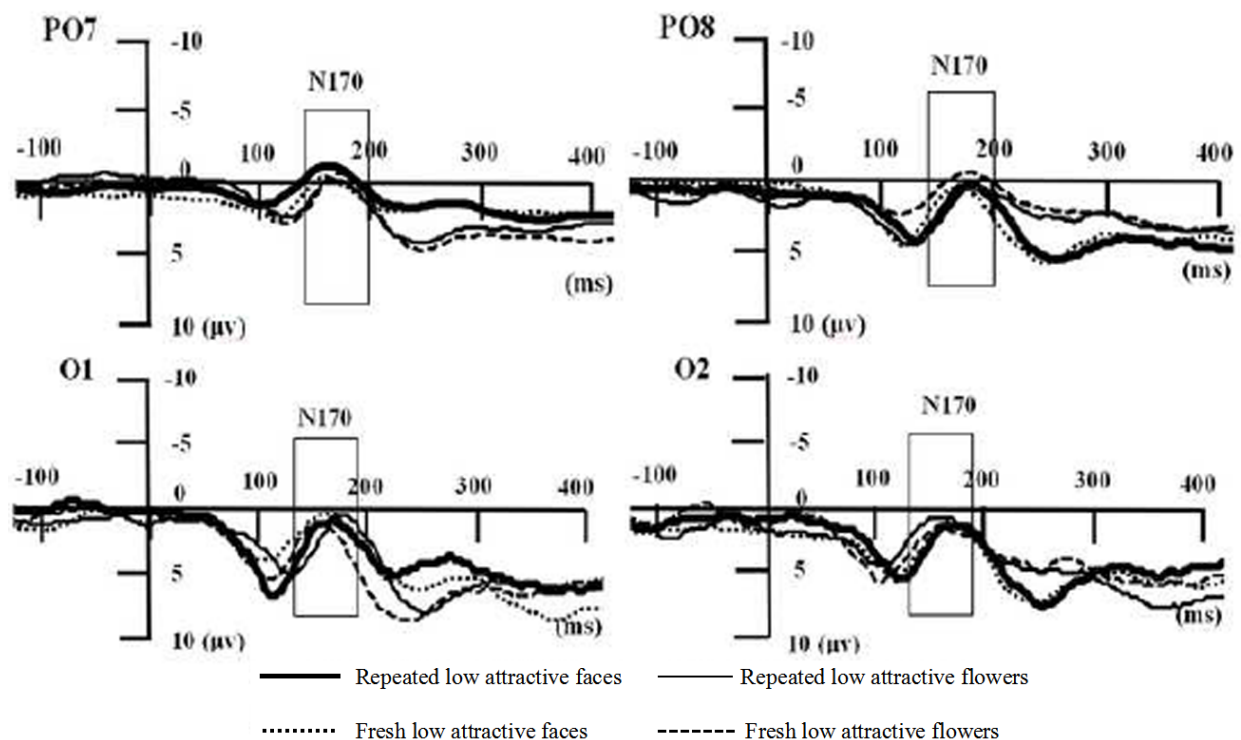 PO7
-10
N170
-5
-100
0
100
200
300
400
5
(ms)
10 (μv)
PO8
-10
N170
-5
-100
0
100
200
300
400
5
(ms)
10 (μv)
O1
-10
N170
-5
-100
0
100
200
300
400
5
(ms)
10 (μv)
O2
-10
N170
-5
-100
0
100
200
300
400
5
(ms)
10 (μv)
Repeated low attractive faces
Repeated low attractive flowers
Fresh low attractive faces
Fresh low attractive flowers